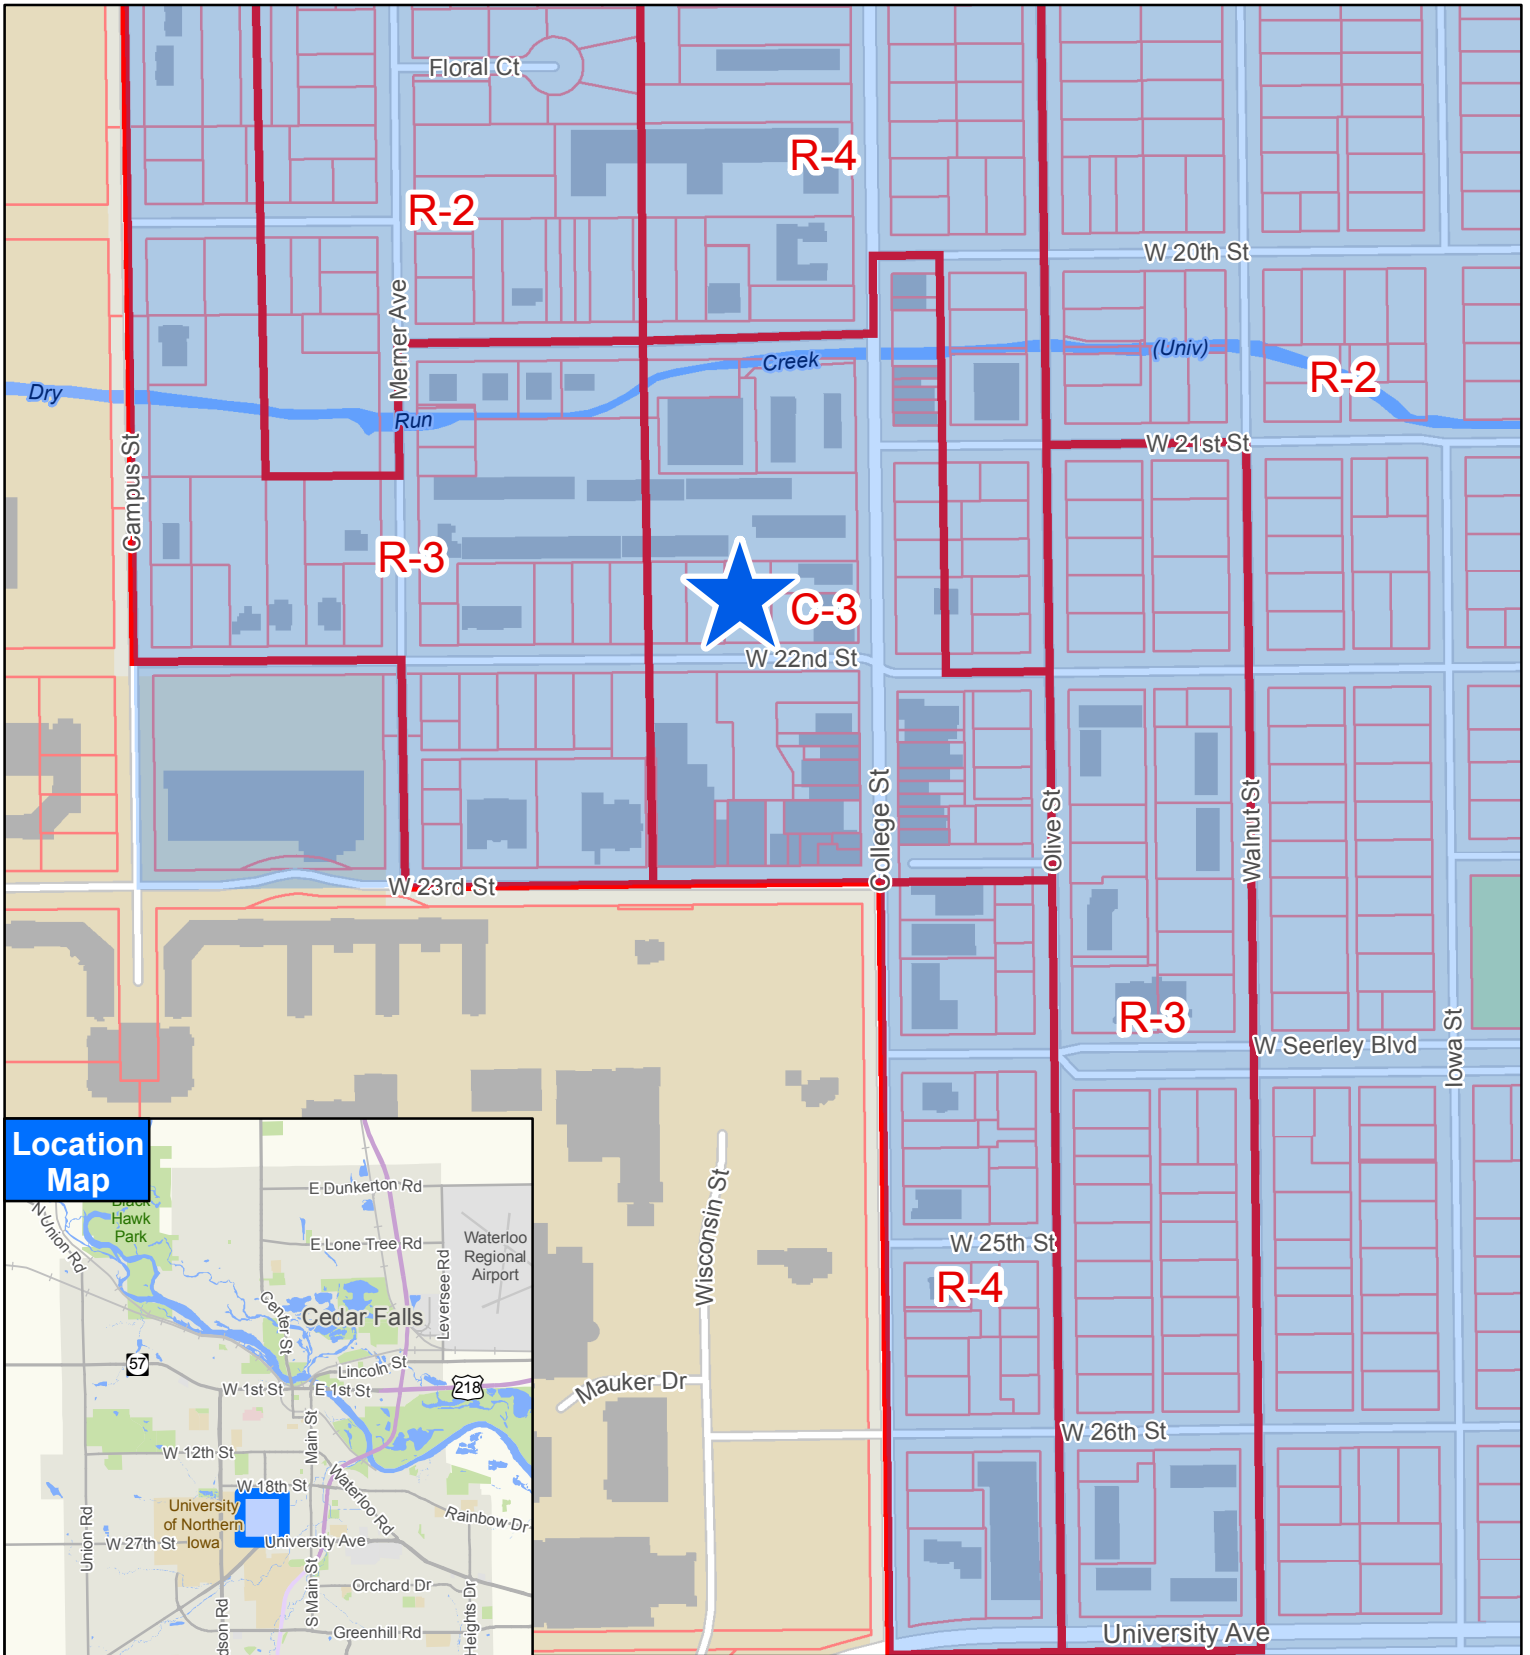 Floral Ct
R-4
R-2
W 20th St
Merner Ave
Dry
Run
Creek
(Univ)
R-2
W 21st St
Campus St
R-3
C-3
W 22nd St
College St
Olive St
Walnut St
W 23rd St
R-3
W Seerley Blvd
Iowa St
Wisconsin St
W 25th St
R-4
Mauker Dr
W 26th St
University Ave
Location
Map
Black
Hawk
Park
N Union Rd
E Dunkerton Rd
E Lone Tree Rd
Leversee Rd
Waterloo
Regional
Airport
Center St
Cedar Falls
57
Lincoln St
W 1st St
E 1st St
218
Main St
W 12th St
W 18th St
Waterloo Rd
Rainbow Dr
Union Rd
University
of Northern
Iowa
W 27th St
University Ave
S Main St
Orchard Dr
dson Rd
Greenhill Rd
Heights Dr